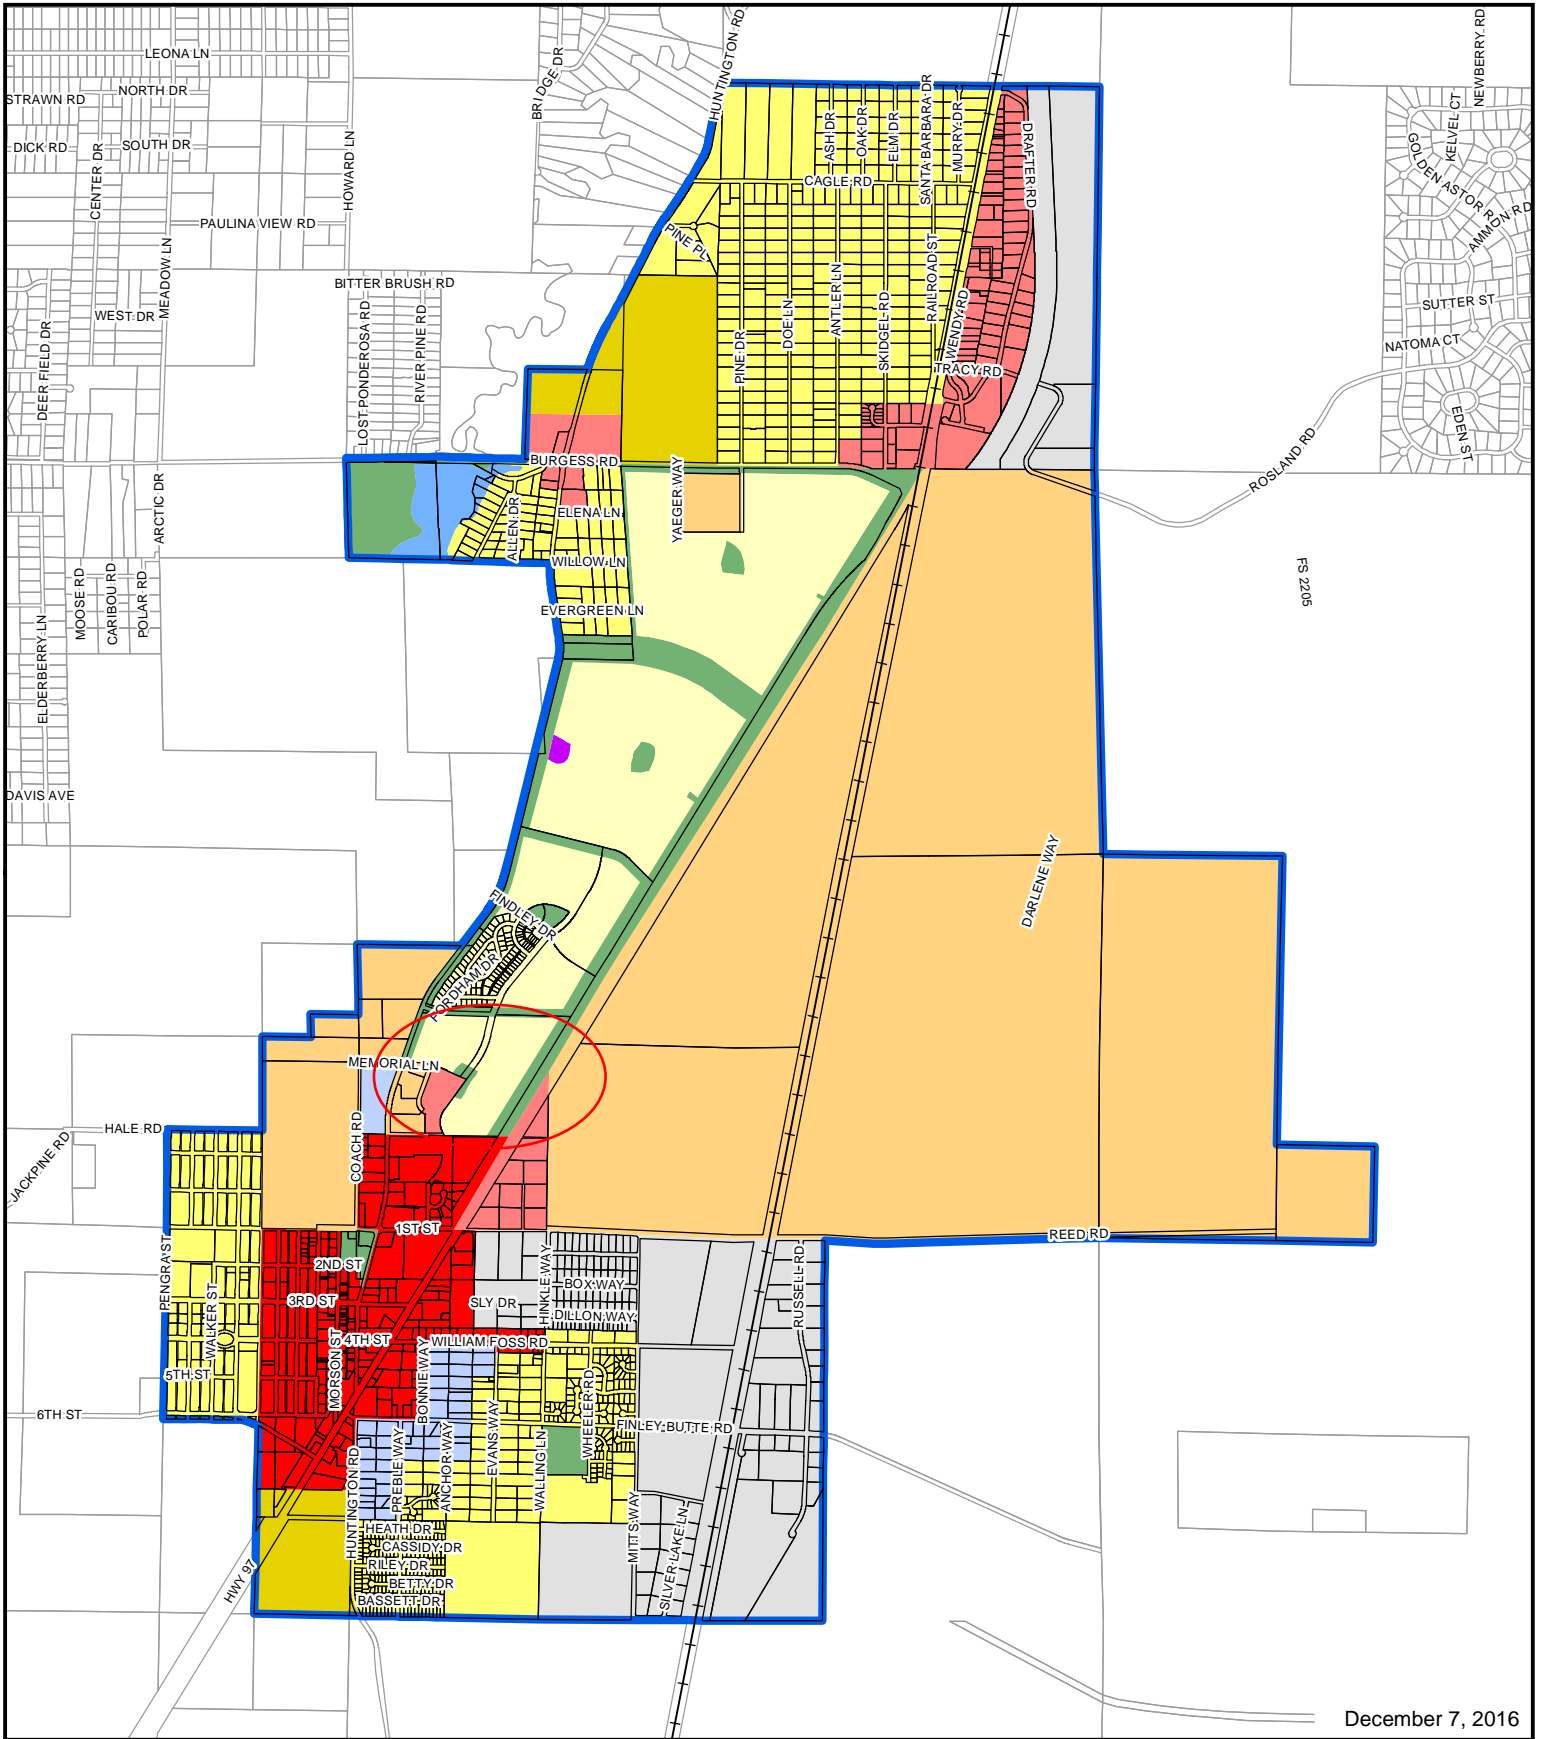 LEONA LN
STRAWN RD
NORTH DR
DICK RD
SOUTH DR
CENTER DR
HOWARD LN
BRIDGE DR
HUNTINGTON RD
PAULINA VIEW RD
MEADOW LN
BITTER BRUSH RD
WEST DR
DEER FIELD DR
LOST PONDEROSA RD
RIVER PINE RD
ASH DR
OAK DR
ELM DR
SANTA BARBARA DR
MURRY DR
DRAFTER RD
CAGLE RD
PINE PL
PINE DR
DOE LN
ANTLER LN
SKIDGEL RD
RAILROAD ST
WENDY RD
TRACY RD
NEWBERRY RD
KELVEL CT
GOLDEN ASTOR R
AMMON RD
SUTTER ST
NATOMA CT
EDEN ST
ROSLAND RD
FS 2205
BURGESS RD
ALLEN DR
ELENA LN
YAEGER WAY
WILLOW LN
EVERGREEN LN
ARCTIC DR
MOOSE RD
CARIBOU RD
POLAR RD
ELDERBERRY LN
DAVIS AVE
DARLENE WAY
FINDLEY DR
FORDHAM DR
MEMORIAL LN
HALE RD
JACKPINE RD
COACH RD
1ST ST
REED RD
PENGRA ST
2ND ST
WALKER ST
3RD ST
SLY DR
HINKLE WAY
BOX WAY
DILLON WAY
RUSSELL RD
4TH ST
WILLIAM FOSS RD
MORSON ST
BONNIE WAY
5TH ST
6TH ST
WHEELER RD
EVANS WAY
FINLEY BUTTE RD
HUNTINGTON RD
PREBLE WAY
ANCHOR WAY
WALLING LN
MITTS WAY
SILVER LAKE LN
HEATH DR
CASSIDY DR
RILEY DR
BETTY DR
BASSETT DR
HWY 97
December 7, 2016